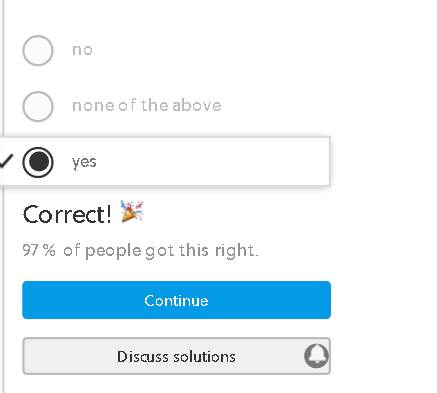 no
none of the above
yes
Correct! 🎉
97% of people got this right.
Continue
Discuss solutions